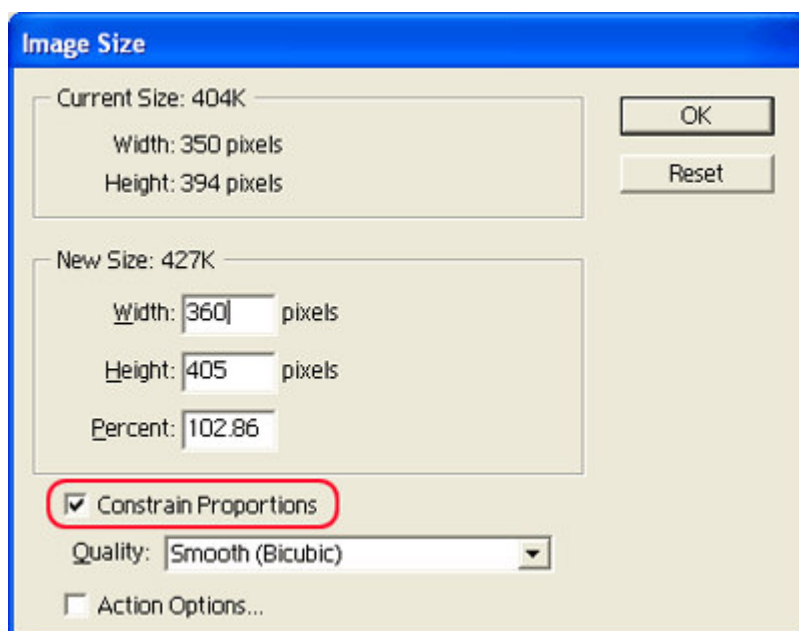 Image Size
Current Size: 404K
Width: 350 pixels
Height: 394 pixels
OK
Reset
New Size: 427K
Width: 360 pixels
Height: 405 pixels
Percent: 102.86
Constrain Proportions
Quality: Smooth (Bicubic)
Action Options...